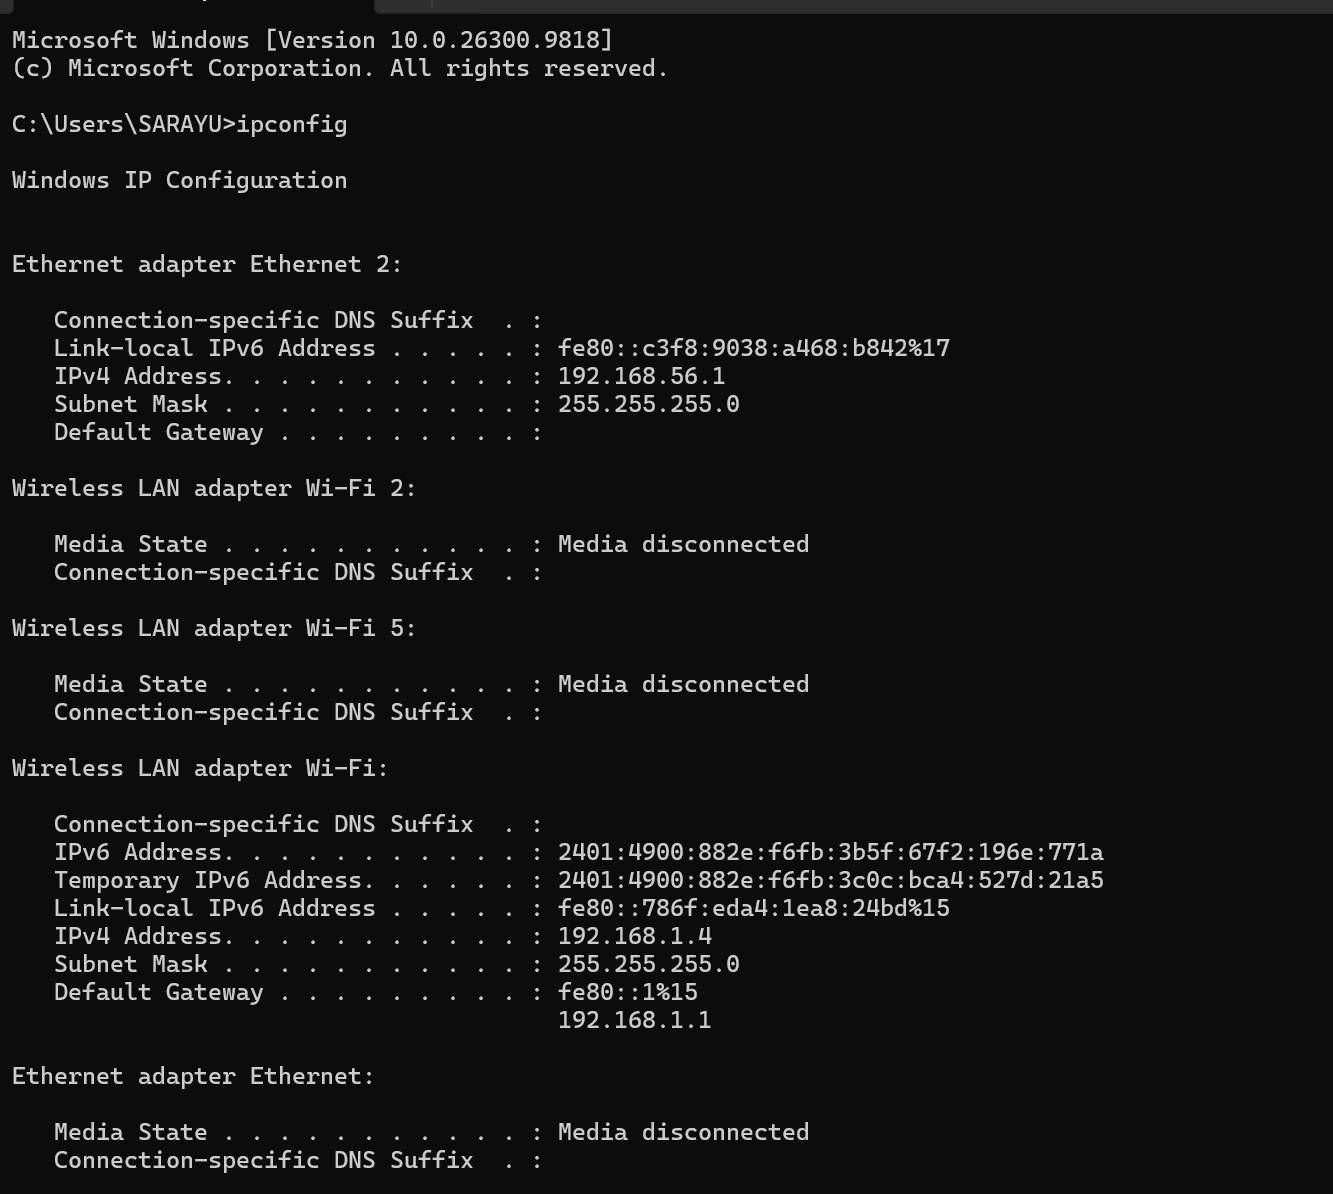 Microsoft Windows [Version 10.0.26300.9818]
(c) Microsoft Corporation. All rights reserved.

C:\Users\SARAYU>ipconfig

Windows IP Configuration


Ethernet adapter Ethernet 2:

   Connection-specific DNS Suffix  . :
   Link-local IPv6 Address . . . . . : fe80::c3f8:9038:a468:b842%17
   IPv4 Address. . . . . . . . . . . : 192.168.56.1
   Subnet Mask . . . . . . . . . . . : 255.255.255.0
   Default Gateway . . . . . . . . . :

Wireless LAN adapter Wi-Fi 2:

   Media State . . . . . . . . . . . : Media disconnected
   Connection-specific DNS Suffix  . :

Wireless LAN adapter Wi-Fi 5:

   Media State . . . . . . . . . . . : Media disconnected
   Connection-specific DNS Suffix  . :

Wireless LAN adapter Wi-Fi:

   Connection-specific DNS Suffix  . :
   IPv6 Address. . . . . . . . . . . : 2401:4900:882e:f6fb:3b5f:67f2:196e:771a
   Temporary IPv6 Address. . . . . . : 2401:4900:882e:f6fb:3c0c:bca4:527d:21a5
   Link-local IPv6 Address . . . . . : fe80::786f:eda4:1ea8:24bd%15
   IPv4 Address. . . . . . . . . . . : 192.168.1.4
   Subnet Mask . . . . . . . . . . . : 255.255.255.0
   Default Gateway . . . . . . . . . : fe80::1%15
                                       192.168.1.1

Ethernet adapter Ethernet:

   Media State . . . . . . . . . . . : Media disconnected
   Connection-specific DNS Suffix  . :